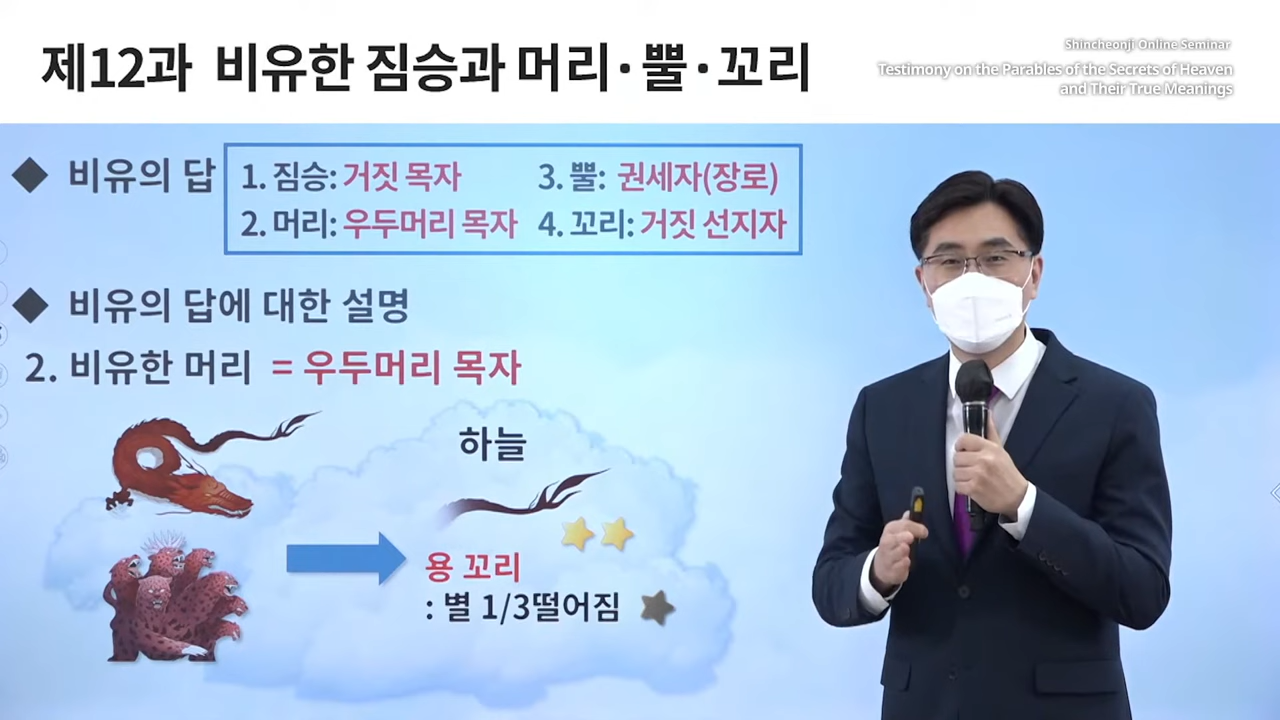 제12과 비유한 짐승과 머리·뿔·꼬리
Shincheonji Online Seminar
Testimony on the Parables of the Secrets of Heaven
and Their True Meanings
◆ 비유의 답
1. 짐승: 거짓 목자
3. 뿔: 권세자(장로)
2. 머리: 우두머리 목자
4. 꼬리: 거짓 선지자
◆ 비유의 답에 대한 설명
2. 비유한 머리 = 우두머리 목자
하늘
용 꼬리
: 별 1/3떨어짐